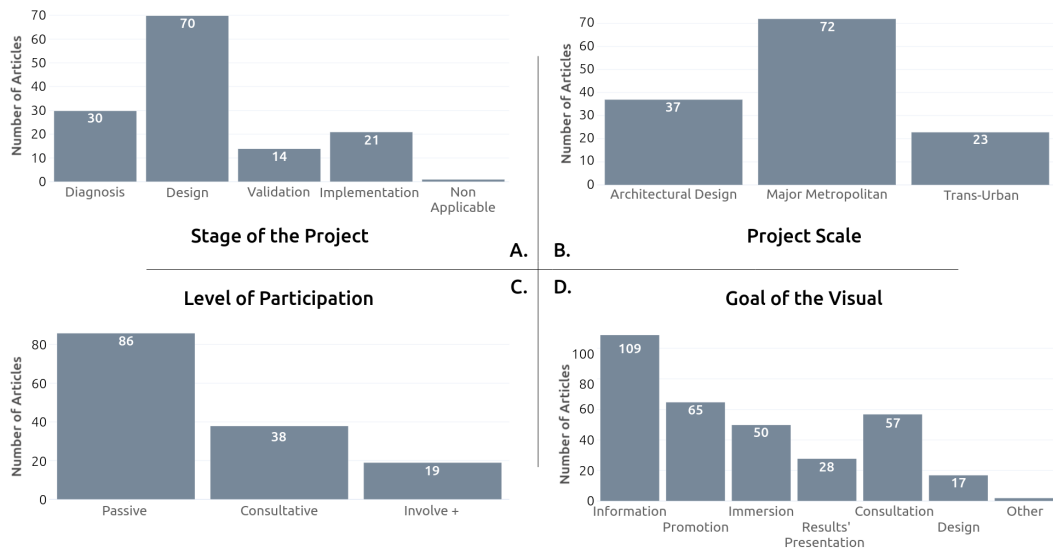 Number of Articles
70
60
50
40
30
20
10
0
30
70
14
21
Diagnosis
Design
Validation
Implementation
Non
Applicable
Stage of the Project
A.
Number of Articles
70
60
50
40
30
20
10
0
37
72
23
Architectural Design
Major Metropolitan
Trans-Urban
Project Scale
B.
C.
Level of Participation
Number of Articles
80
60
40
20
0
86
38
19
Passive
Consultative
Involve +
D.
Goal of the Visual
Number of Articles
100
80
60
40
20
0
109
65
50
28
57
17
Information
Promotion
Immersion
Results'
Presentation
Consultation
Design
Other